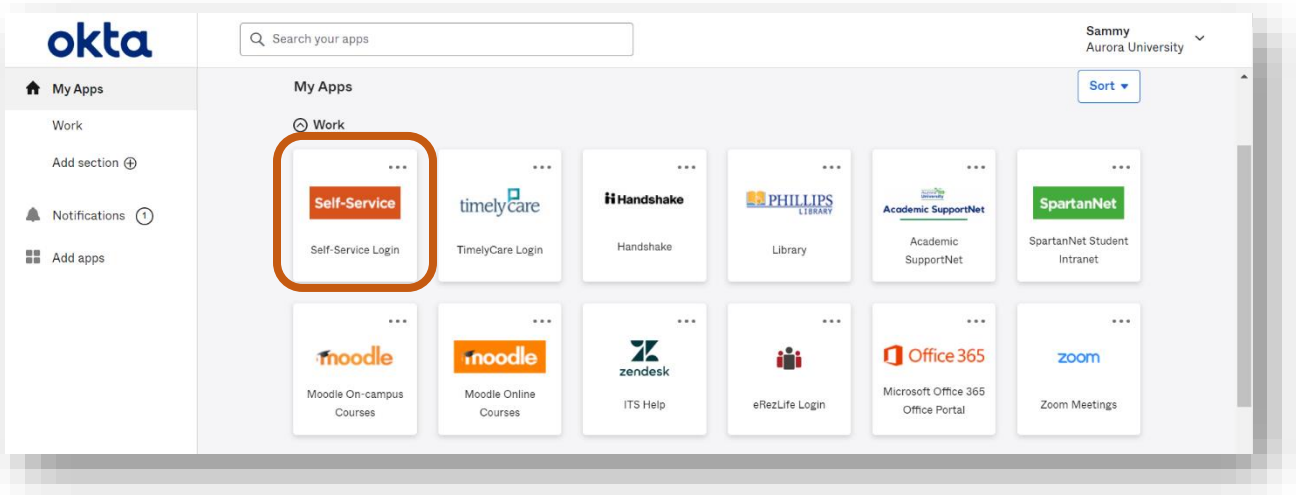 okta
Search your apps
Sammy
Aurora University
My Apps
Work
Add section
Notifications 1
Add apps
My Apps
Sort
Work
Self-Service
Self-Service Login
timely care
TimelyCare Login
Handshake
Handshake
PHILLIPS
LIBRARY
Library
University
Academic SupportNet
Academic
SupportNet
SpartanNet
SpartanNet Student
Intranet
moodle
Moodle On-campus
Courses
moodle
Moodle Online
Courses
zendesk
ITS Help
eRezLife Login
Office 365
Microsoft Office 365
Office Portal
zoom
Zoom Meetings